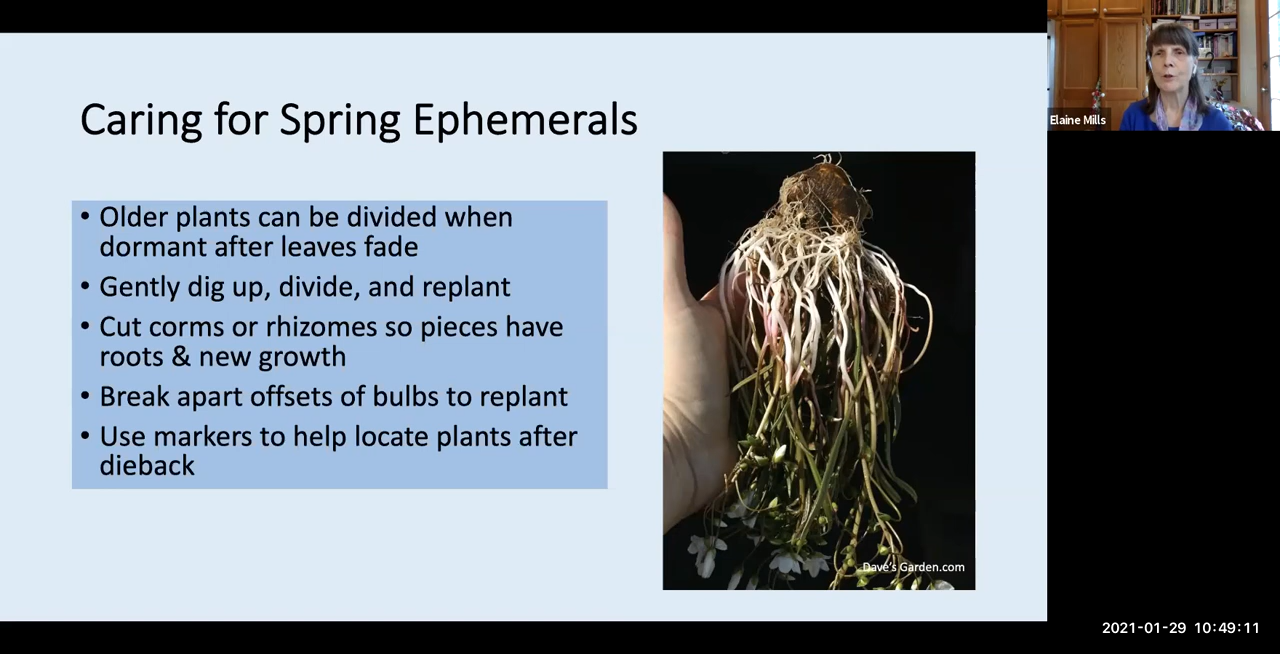 Caring for Spring Ephemerals
• Older plants can be divided when
dormant after leaves fade
• Gently dig up, divide, and replant
• Cut corms or rhizomes so pieces have
roots & new growth
• Break apart offsets of bulbs to replant
• Use markers to help locate plants after
dieback
Dave's Garden.com
Elaine Mills
2021-01-29 10:49:11